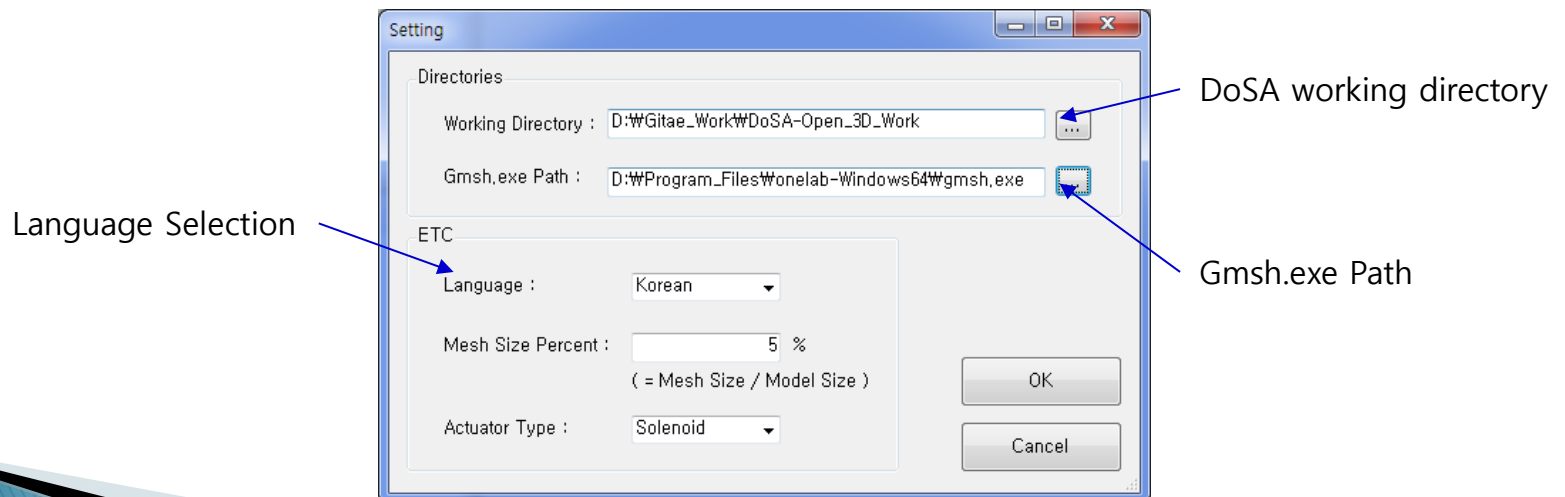 Setting
Directories
DoSA working directory
Working Directory : D:₩Gitae_Work₩DoSA-Open_3D_Work ...
Gmsh,exe Path : D:₩Program_Files₩onelab-Windows64₩gmsh,exe ...
Language Selection
ETC
Gmsh.exe Path
Language : Korean
Mesh Size Percent : 5 %
( = Mesh Size / Model Size )
OK
Actuator Type : Solenoid
Cancel